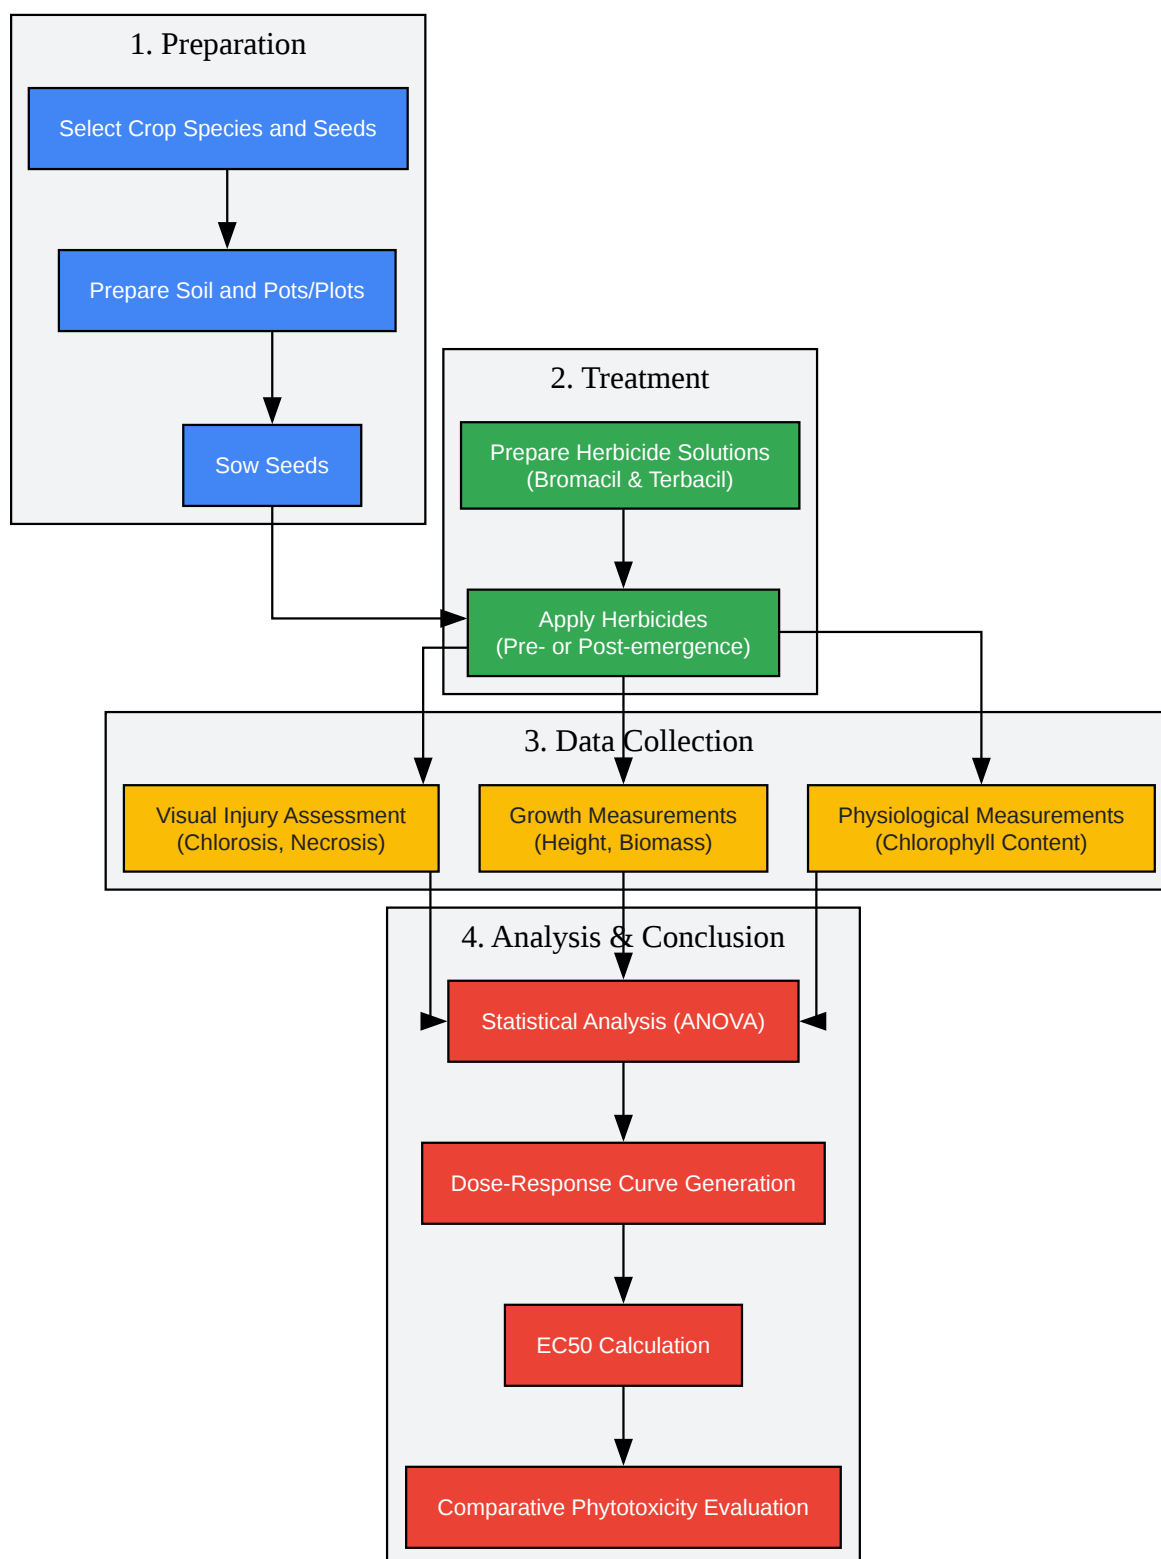 1. Preparation
Select Crop Species and Seeds
Prepare Soil and Pots/Plots
Sow Seeds
2. Treatment
Prepare Herbicide Solutions
(Bromacil & Terbacil)
Apply Herbicides
(Pre- or Post-emergence)
3. Data Collection
Visual Injury Assessment
(Chlorosis, Necrosis)
Growth Measurements
(Height, Biomass)
Physiological Measurements
(Chlorophyll Content)
4. Analysis & Conclusion
Statistical Analysis (ANOVA)
Dose-Response Curve Generation
EC50 Calculation
Comparative Phytotoxicity Evaluation